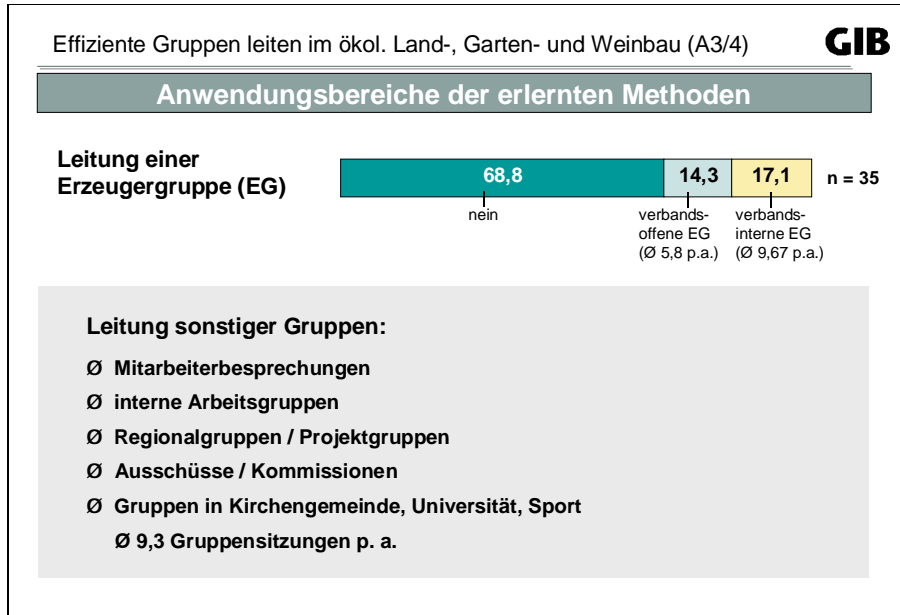 Effiziente Gruppen leiten im ökol. Land-, Garten- und Weinbau (A3/4)
GIB
Anwendungsbereiche der erlernten Methoden
Leitung einer
Erzeugergruppe (EG)
68,8
14,3
17,1
n = 35
nein
verbands-
offene EG
(Ø 5,8 p.a.)
verbands-
interne EG
(Ø 9,67 p.a.)
Leitung sonstiger Gruppen:
Ø Mitarbeiterbesprechungen
Ø interne Arbeitsgruppen
Ø Regionalgruppen / Projektgruppen
Ø Ausschüsse / Kommissionen
Ø Gruppen in Kirchengemeinde, Universität, Sport
Ø 9,3 Gruppensitzungen p. a.